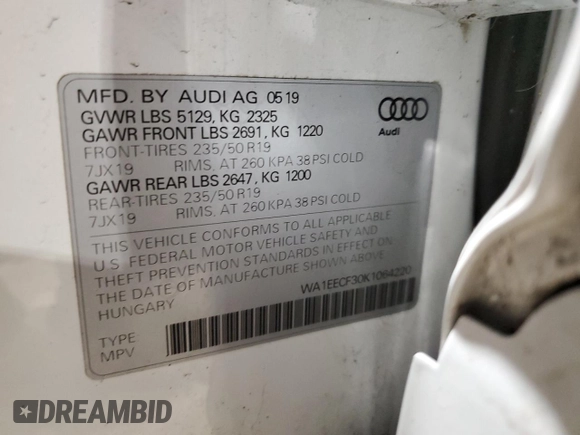 MFD. BY AUDI AG 05 19
GVWR LBS 5129, KG 2325
GAWR FRONT LBS 2691, KG 1220
FRONT-TIRES 235/50 R19
7JX19 RIMS, AT 260 KPA 38 PSI COLD
GAWR REAR LBS 2647, KG 1200
REAR-TIRES 235/50 R19
7JX19 RIMS, AT 260 KPA 38 PSI COLD
THIS VEHICLE CONFORMS TO ALL APPLICABLE
U.S. FEDERAL MOTOR VEHICLE SAFETY AND
THEFT PREVENTION STANDARDS IN EFFECT ON
THE DATE OF MANUFACTURE SHOWN ABOVE
HUNGARY
WA1EECF30K1064220
TYPE
MPV
Audi
DREAMBID